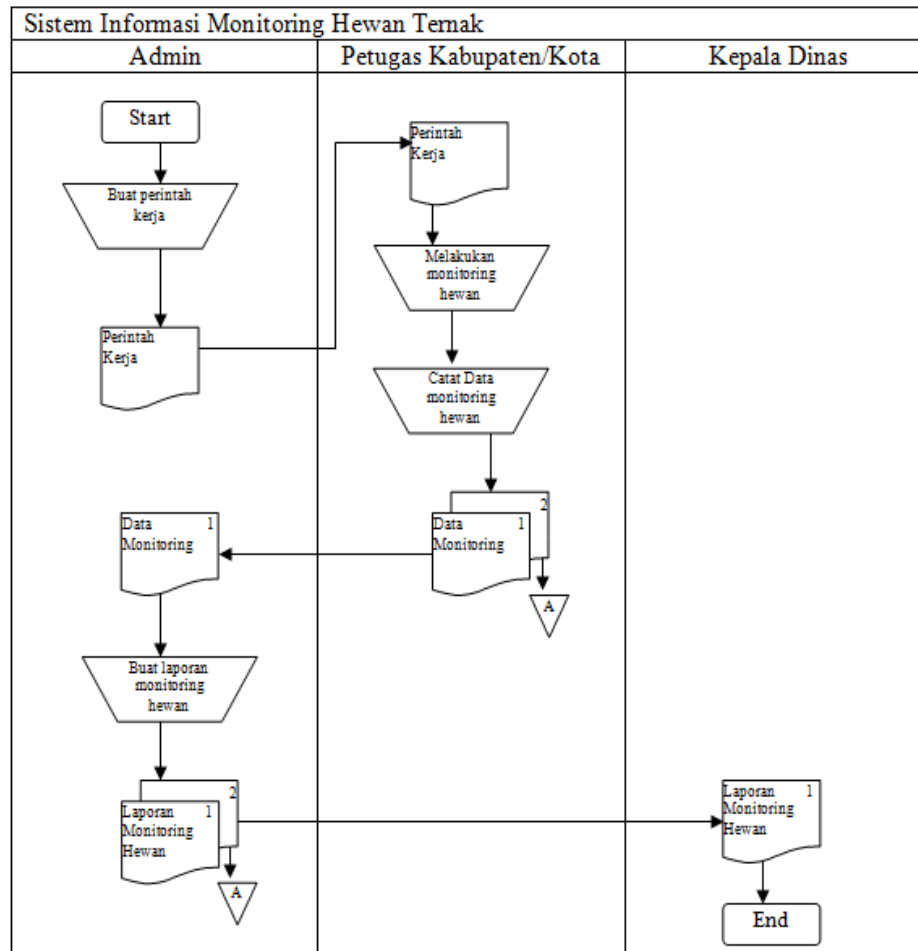 Sistem Informasi Monitoring Hewan Ternak
Admin
Petugas Kabupaten/Kota
Kepala Dinas
Start
Buat perintah
kerja
Perintah
Kerja
Perintah
Kerja
Melakukan
monitoring
hewan
Catat Data
monitoring
hewan
2
Data 1
Monitoring
A
Data 1
Monitoring
Buat laporan
monitoring
hewan
2
Laporan 1
Monitoring
Hewan
A
Laporan 1
Monitoring
Hewan
End